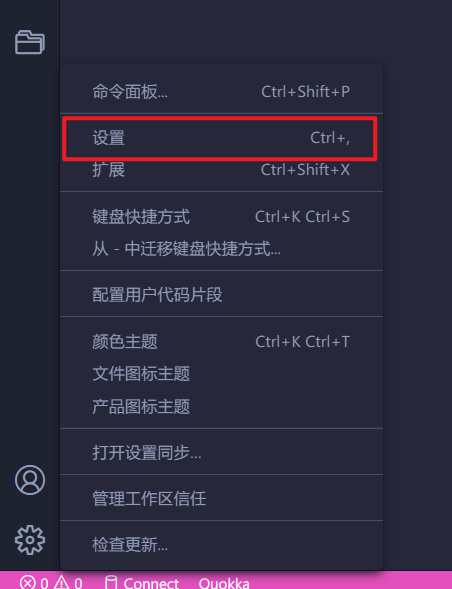 命令面板... Ctrl+Shift+P
设置 Ctrl+,
扩展 Ctrl+Shift+X
键盘快捷方式 Ctrl+K Ctrl+S
从 - 中迁移键盘快捷方式...
配置用户代码片段
颜色主题 Ctrl+K Ctrl+T
文件图标主题
产品图标主题
打开设置同步...
管理工作区信任
检查更新...
0 0 Connect Quokka